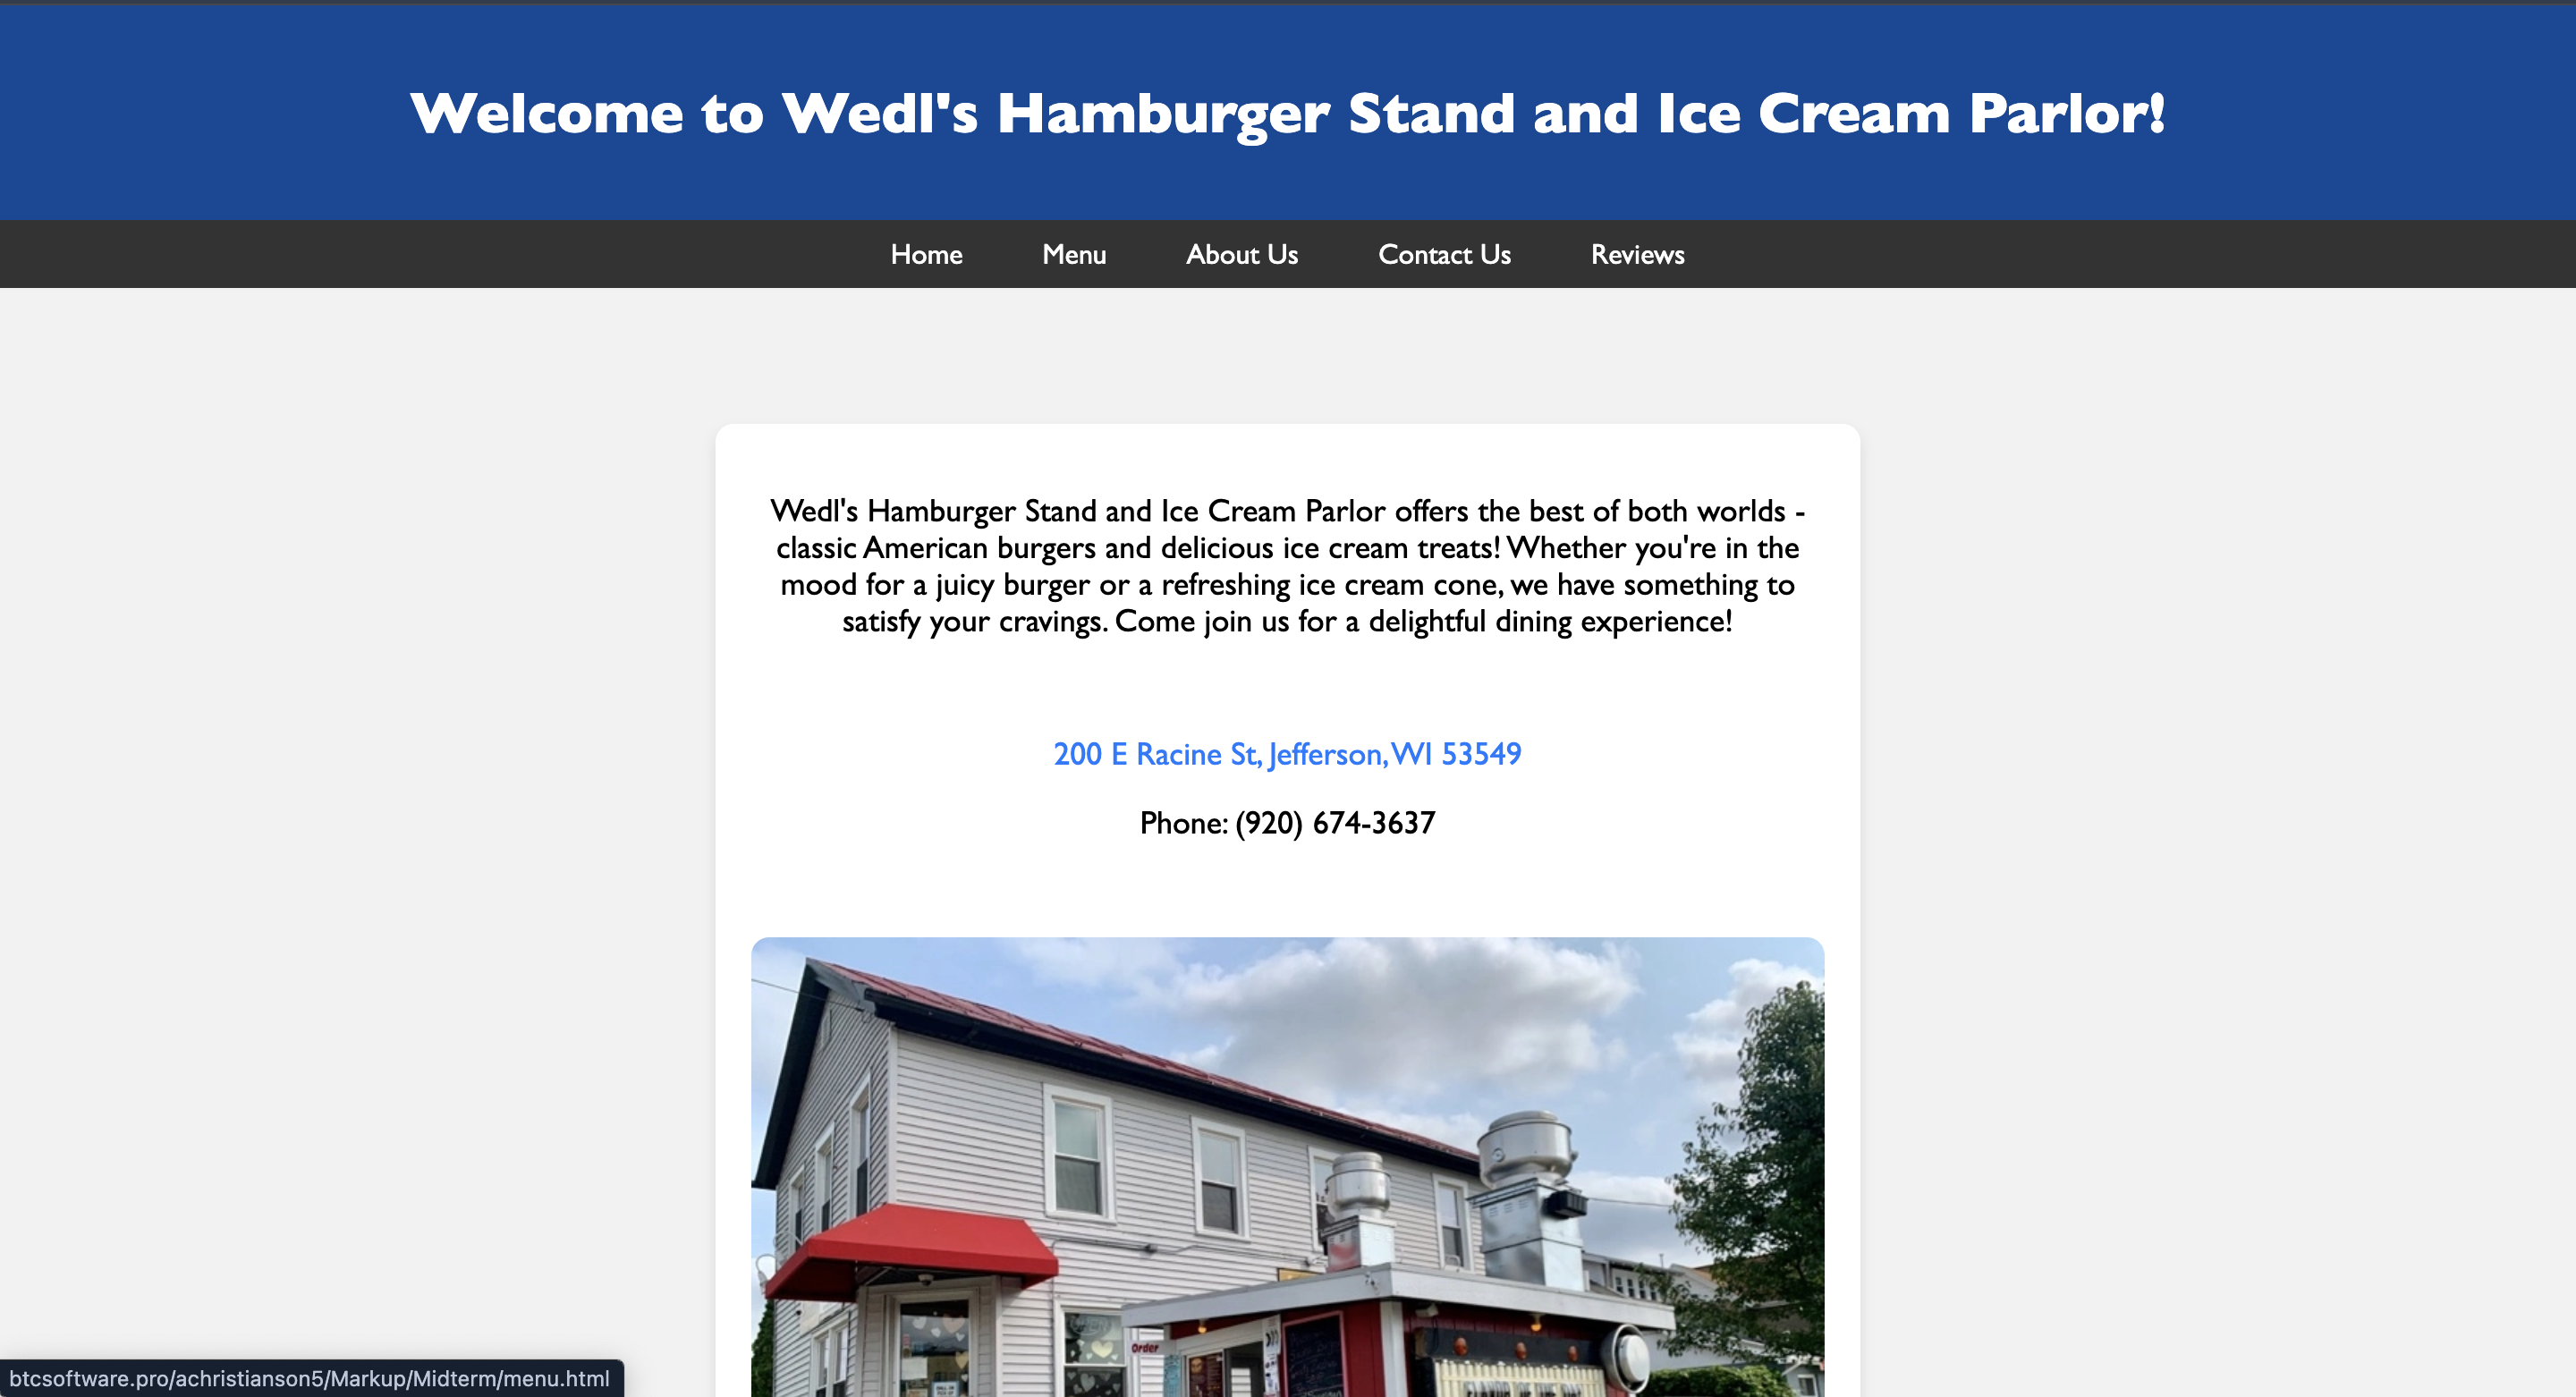 Welcome to Wedl's Hamburger Stand and Ice Cream Parlor!
Home Menu About Us Contact Us Reviews
Wedl's Hamburger Stand and Ice Cream Parlor offers the best of both worlds -
classic American burgers and delicious ice cream treats! Whether you're in the
mood for a juicy burger or a refreshing ice cream cone, we have something to
satisfy your cravings. Come join us for a delightful dining experience!
200 E Racine St, Jefferson, WI 53549
Phone: (920) 674-3637
Order
btcsoftware.pro/achristianson5/Markup/Midterm/menu.html